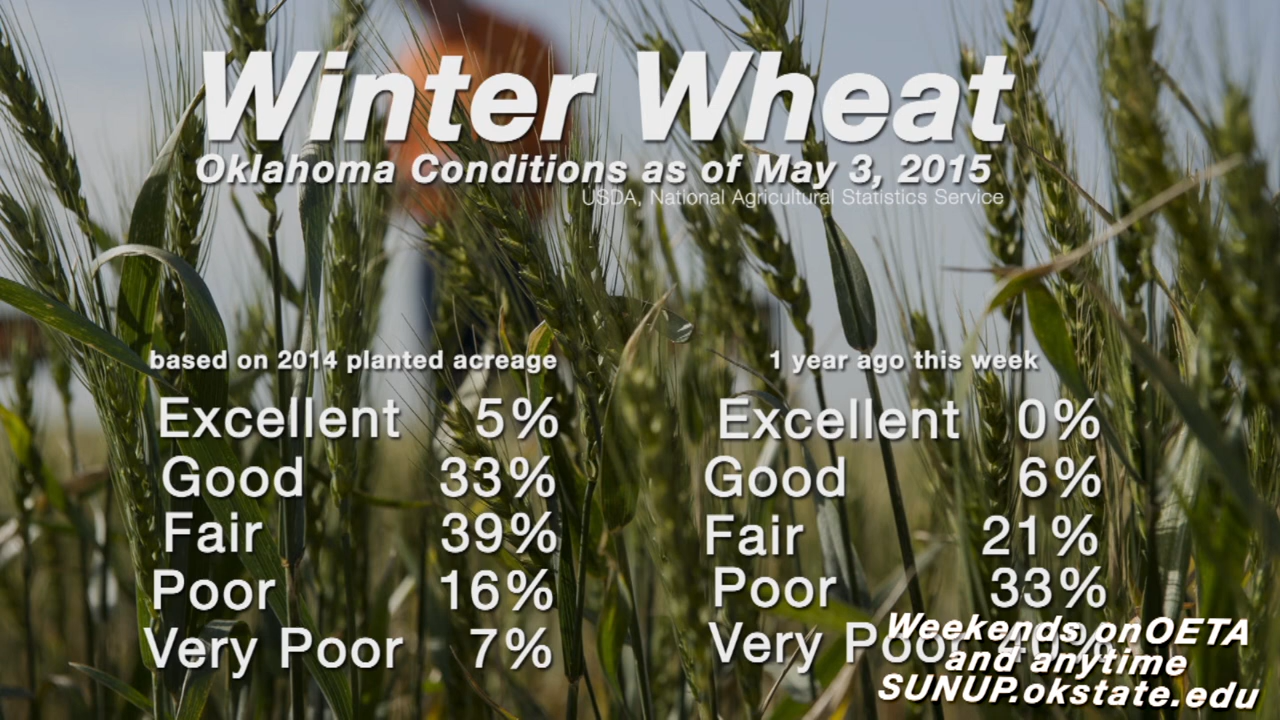 Winter Wheat
Oklahoma Conditions as of May 3, 2015
USDA, National Agricultural Statistics Service
based on 2014 planted acreage
Excellent 5%
Good 33%
Fair 39%
Poor 16%
Very Poor 7%
1 year ago this week
Excellent 0%
Good 6%
Fair 21%
Poor 33%
Very Poor
Weekends on OETA
and anytime
SUNUP.okstate.edu